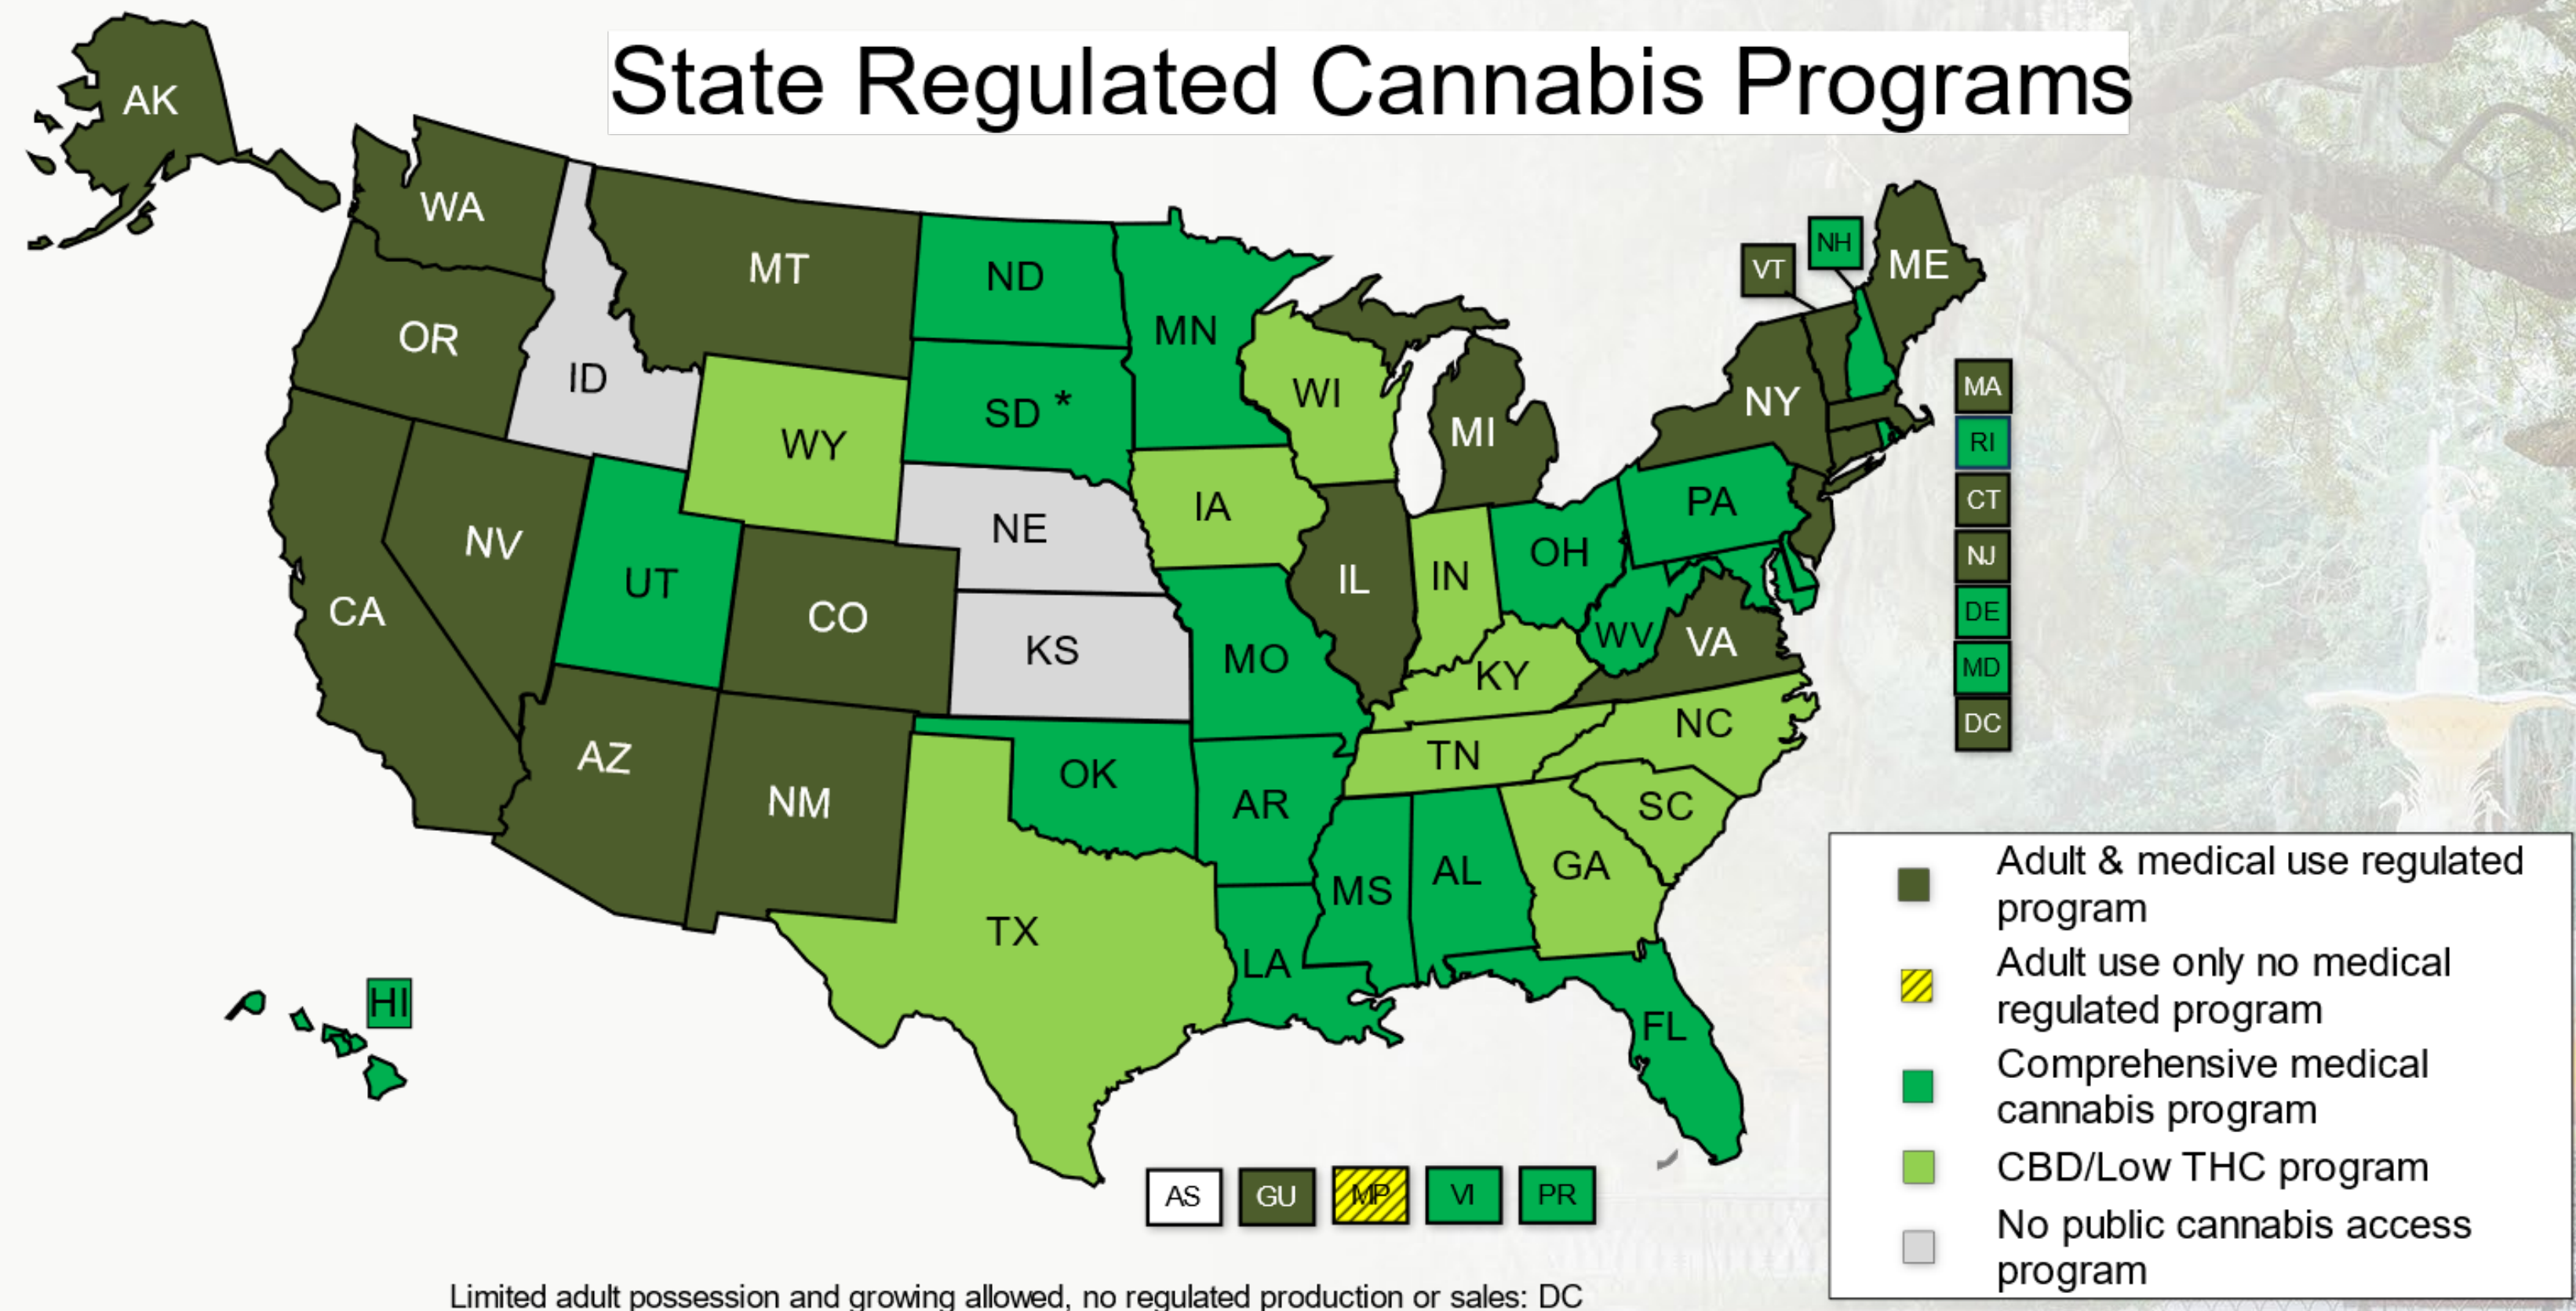 State Regulated Cannabis Programs
AK
WA
OR
CA
NV
ID
MT
WY
UT
CO
AZ
NM
ND
SD *
NE
KS
OK
TX
MN
IA
MO
AR
LA
WI
IL
MI
IN
OH
KY
TN
MS
AL
GA
FL
SC
NC
VA
WV
PA
NY
VT
NH
ME
MA
RI
CT
NJ
DE
MD
DC
HI
AS
GU
MP
VI
PR
Adult & medical use regulated
program
Adult use only no medical
regulated program
Comprehensive medical
cannabis program
CBD/Low THC program
No public cannabis access
program
Limited adult possession and growing allowed, no regulated production or sales: DC